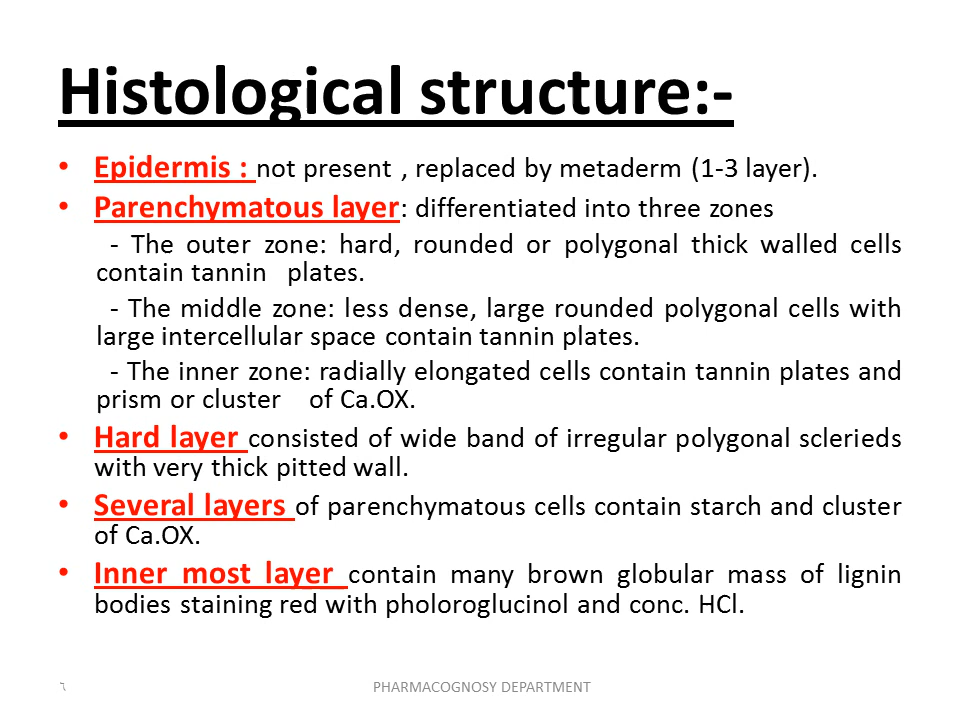 Histological structure:-
• Epidermis : not present , replaced by metaderm (1-3 layer).
• Parenchymatous layer: differentiated into three zones
- The outer zone: hard, rounded or polygonal thick walled cells
contain tannin plates.
- The middle zone: less dense, large rounded polygonal cells with
large intercellular space contain tannin plates.
- The inner zone: radially elongated cells contain tannin plates and
prism or cluster of Ca.OX.
• Hard layer consisted of wide band of irregular polygonal sclerieds
with very thick pitted wall.
• Several layers of parenchymatous cells contain starch and cluster
of Ca.OX.
• Inner most layer contain many brown globular mass of lignin
bodies staining red with pholoroglucinol and conc. HCl.
٦ PHARMACOGNOSY DEPARTMENT